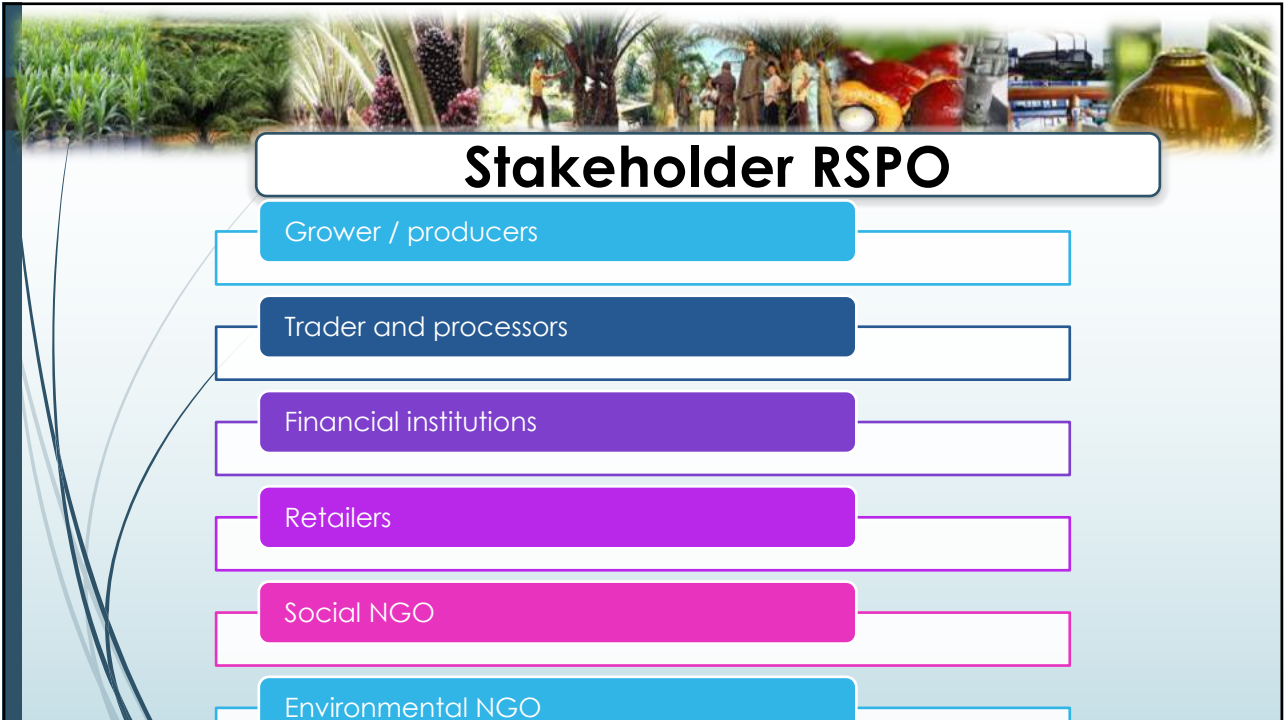 Stakeholder RSPO
Grower / producers
Trader and processors
Financial institutions
Retailers
Social NGO
Environmental NGO